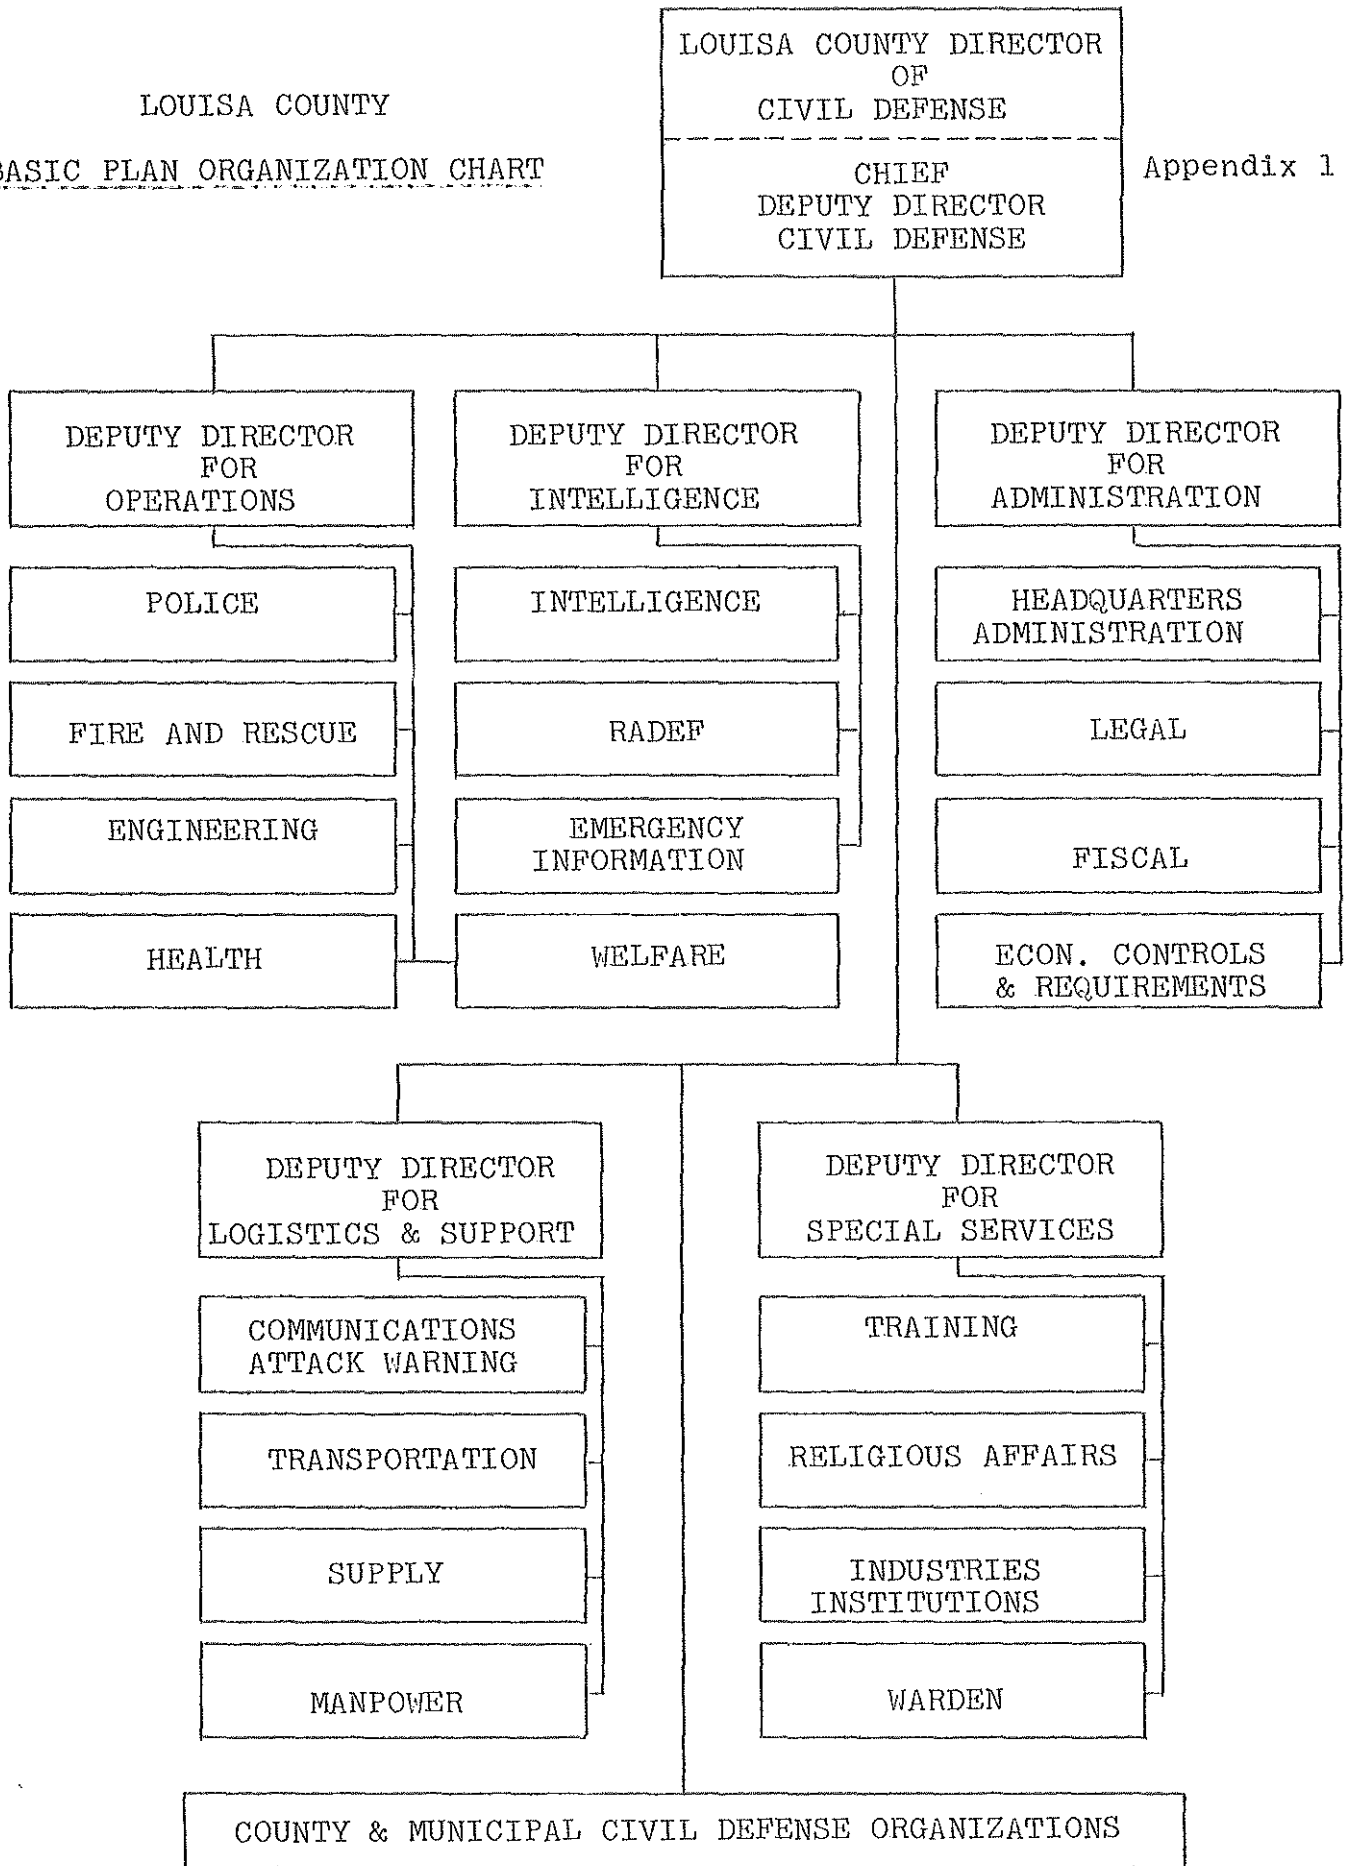 LOUISA COUNTY
BASIC PLAN ORGANIZATION CHART
LOUISA COUNTY DIRECTOR
OF
CIVIL DEFENSE
CHIEF
DEPUTY DIRECTOR
CIVIL DEFENSE
Appendix 1
DEPUTY DIRECTOR
FOR
OPERATIONS
POLICE
FIRE AND RESCUE
ENGINEERING
HEALTH
DEPUTY DIRECTOR
FOR
INTELLIGENCE
INTELLIGENCE
RADEF
EMERGENCY
INFORMATION
WELFARE
DEPUTY DIRECTOR
FOR
ADMINISTRATION
HEADQUARTERS
ADMINISTRATION
LEGAL
FISCAL
ECON. CONTROLS
& REQUIREMENTS
DEPUTY DIRECTOR
FOR
LOGISTICS & SUPPORT
COMMUNICATIONS
ATTACK WARNING
TRANSPORTATION
SUPPLY
MANPOWER
DEPUTY DIRECTOR
FOR
SPECIAL SERVICES
TRAINING
RELIGIOUS AFFAIRS
INDUSTRIES
INSTITUTIONS
WARDEN
COUNTY & MUNICIPAL CIVIL DEFENSE ORGANIZATIONS